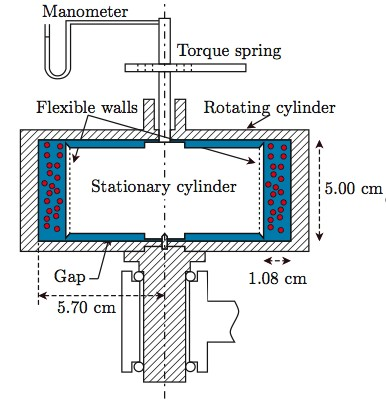 Manometer
Torque spring
Flexible walls
Rotating cylinder
Stationary cylinder
5.00 cm
Gap
1.08 cm
5.70 cm